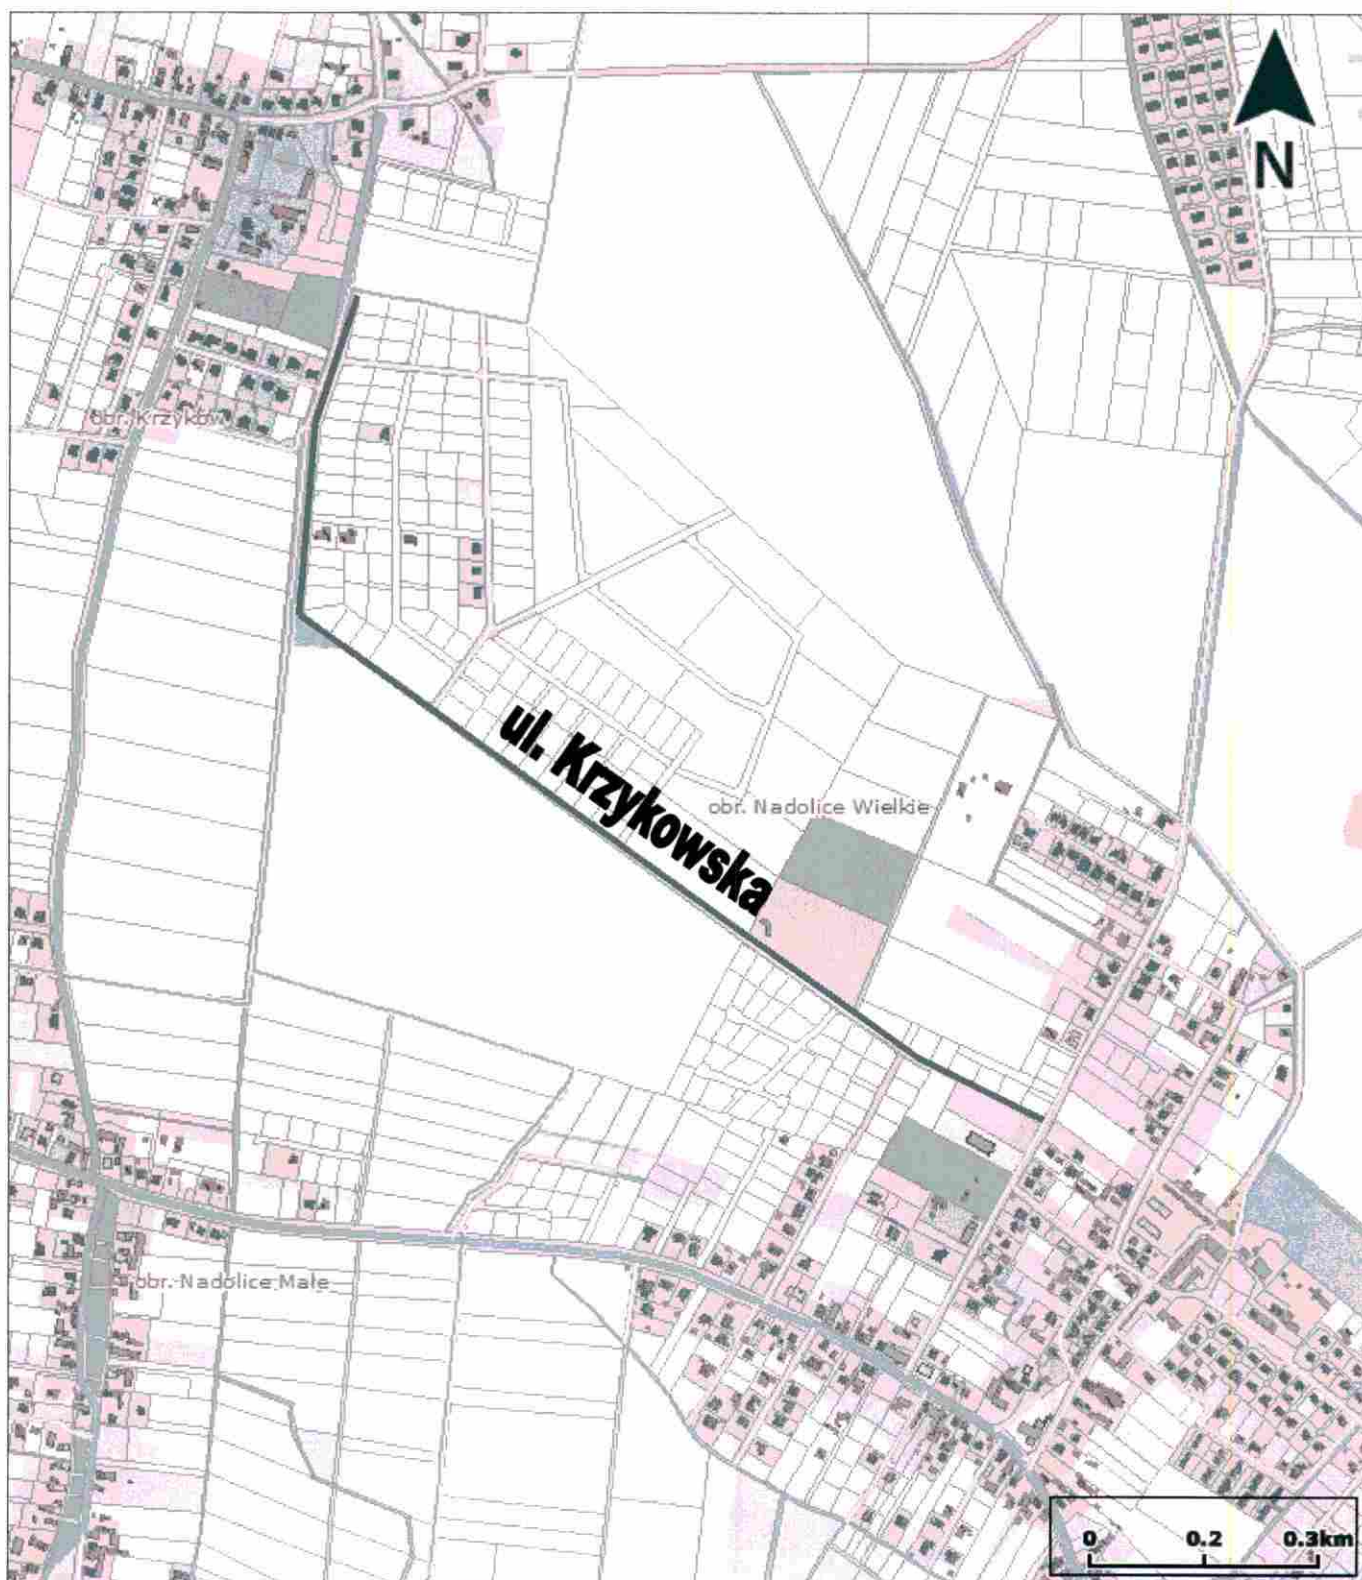 N
obr. Krzyków
ul. Krzykowska
obr. Nadolice Wielkie
obr. Nadolice Małe
0 0.2 0.3km